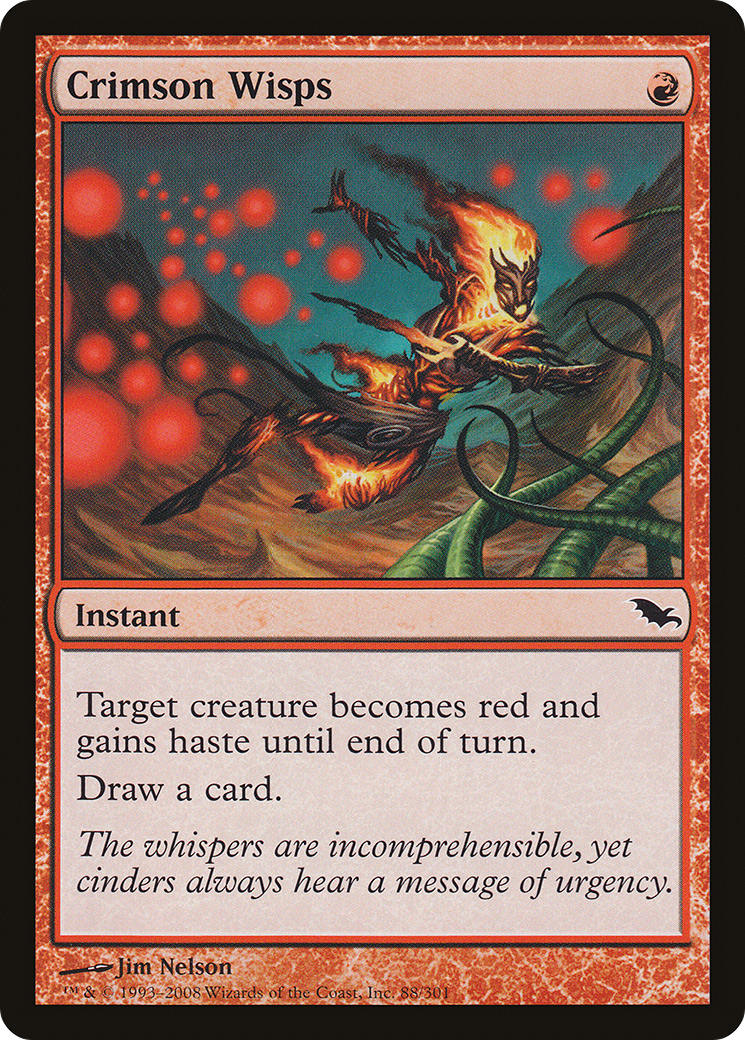 Crimson Wisps
Instant
Target creature becomes red and
gains haste until end of turn.
Draw a card.
The whispers are incomprehensible, yet
cinders always hear a message of urgency.
Jim Nelson
™ & © 1993–2008 Wizards of the Coast, Inc. 88/301